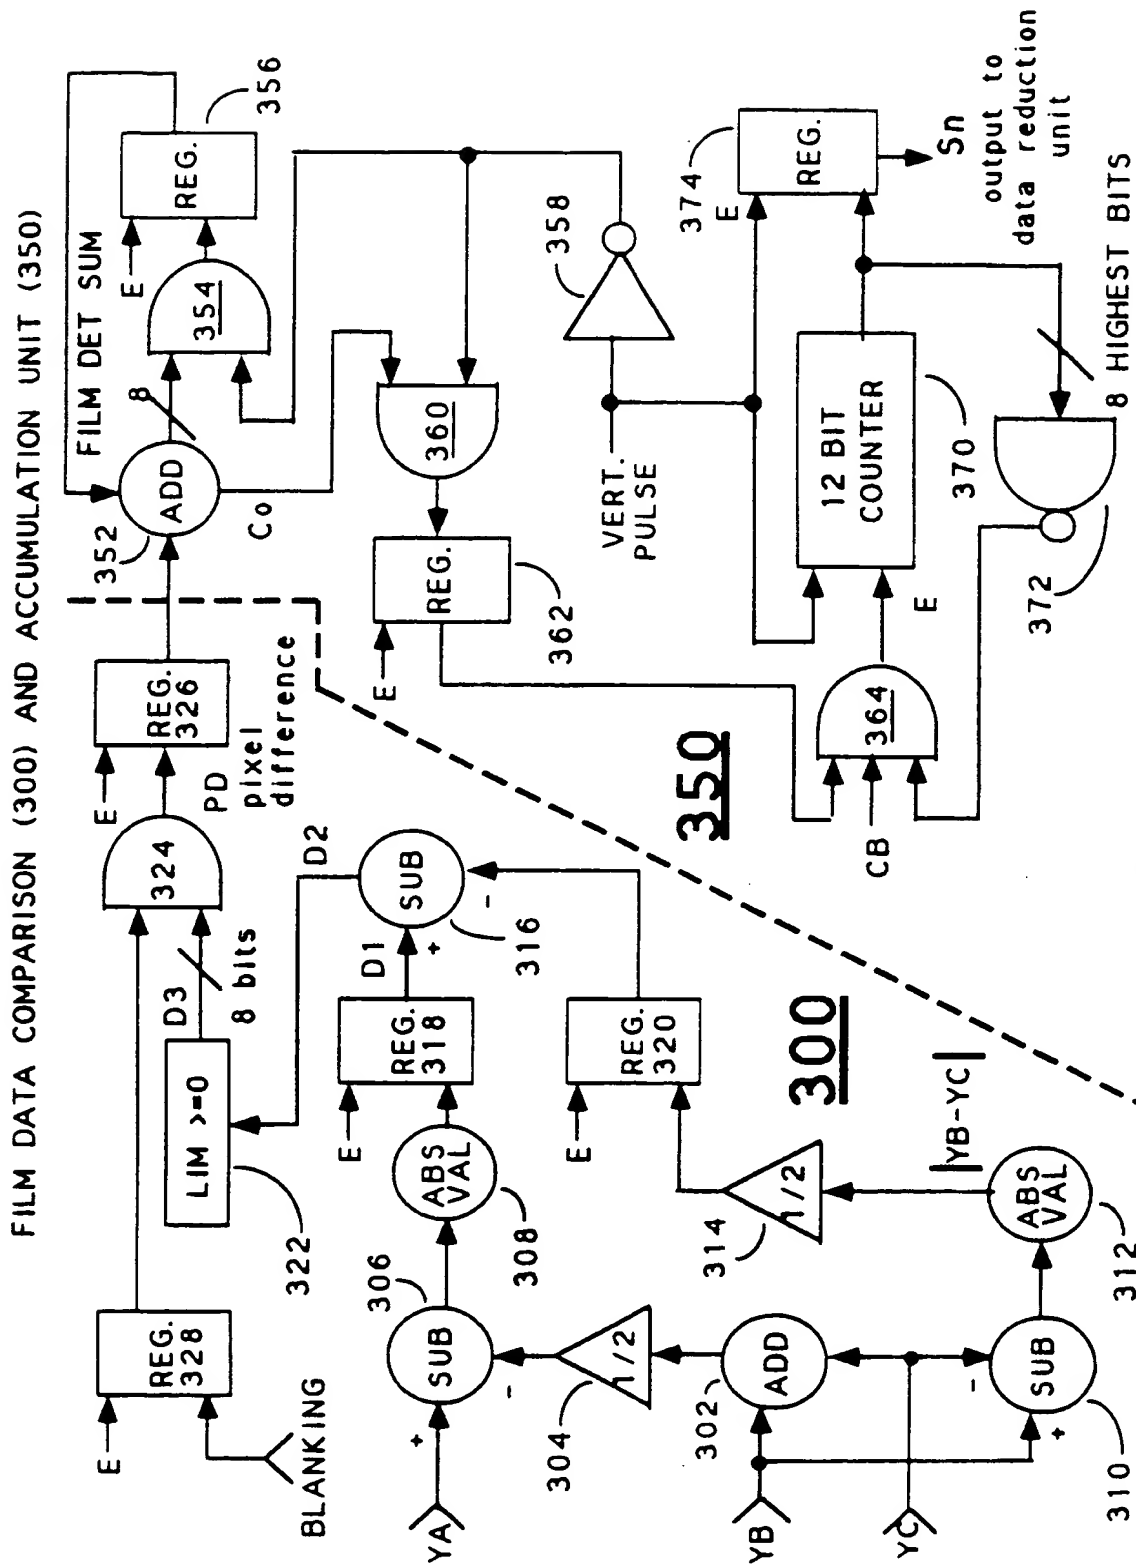 FILM DATA COMPARISON (300) AND ACCUMULATION UNIT (350)
E
REG.
328
BLANKING
LIM >=0
322
D3
8 bits
324
E
REG.
326
PD
pixel
difference
352
ADD
8
FILM DET SUM
Co
E
354
REG.
356
YA
+
SUB
306
-
ABS
VAL
308
E
REG.
318
D1
+
SUB
-
316
D2
304
1/2
302
ADD
YB
YC
310
+
-
SUB
ABS
VAL
312
|YB-YC|
314
1/2
E
REG.
320
300
350
E
REG.
362
360
358
VERT.
PULSE
CB
364
E
12 BIT
COUNTER
370
372
8 HIGHEST BITS
374
E
REG.
Sn
output to
data reduction
unit